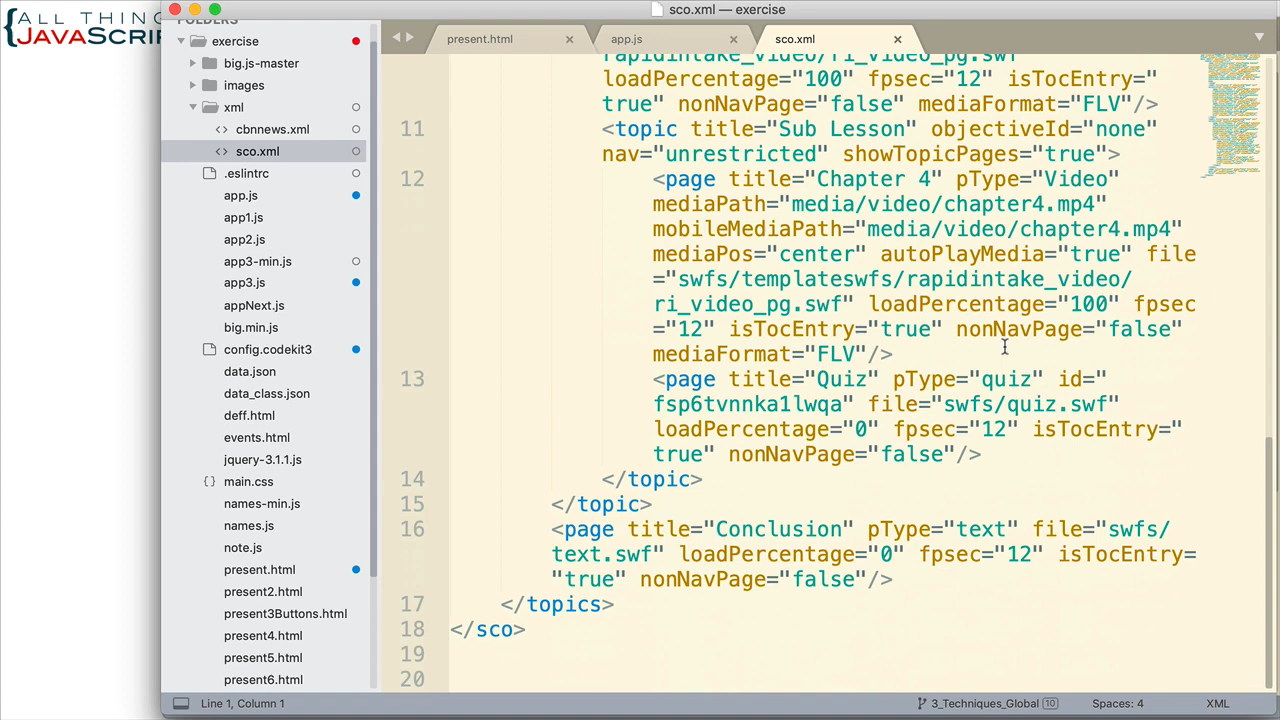 {ALL THIN
JAVASCRI
sco.xml — exercise
FOLDERS
exercise
big.js-master
images
xml
<> cbnnews.xml
<> sco.xml
.eslintrc
app.js
app1.js
app2.js
app3-min.js
app3.js
appNext.js
big.min.js
config.codekit3
data.json
data_class.json
deff.html
events.html
jquery-3.1.1.js
{} main.css
names-min.js
names.js
note.js
present.html
present2.html
present3Buttons.html
present4.html
present5.html
present6.html
present.html ×
app.js ×
sco.xml ×
rapidintake_video/ri_video_pg.swf"
loadPercentage="100" fpsec="12" isTocEntry="
true" nonNavPage="false" mediaFormat="FLV"/>
11 <topic title="Sub Lesson" objectiveId="none"
nav="unrestricted" showTopicPages="true">
12 <page title="Chapter 4" pType="Video"
mediaPath="media/video/chapter4.mp4"
mobileMediaPath="media/video/chapter4.mp4"
mediaPos="center" autoPlayMedia="true" file
="swfs/templateswfs/rapidintake_video/
ri_video_pg.swf" loadPercentage="100" fpsec
="12" isTocEntry="true" nonNavPage="false"
mediaFormat="FLV"/>
13 <page title="Quiz" pType="quiz" id="
fsp6tvnnka1lwqa" file="swfs/quiz.swf"
loadPercentage="0" fpsec="12" isTocEntry="
true" nonNavPage="false"/>
14 </topic>
15 </topic>
16 <page title="Conclusion" pType="text" file="swfs/
text.swf" loadPercentage="0" fpsec="12" isTocEntry=
"true" nonNavPage="false"/>
17 </topics>
18 </sco>
19
20
Line 1, Column 1
3_Techniques_Global 10
Spaces: 4
XML